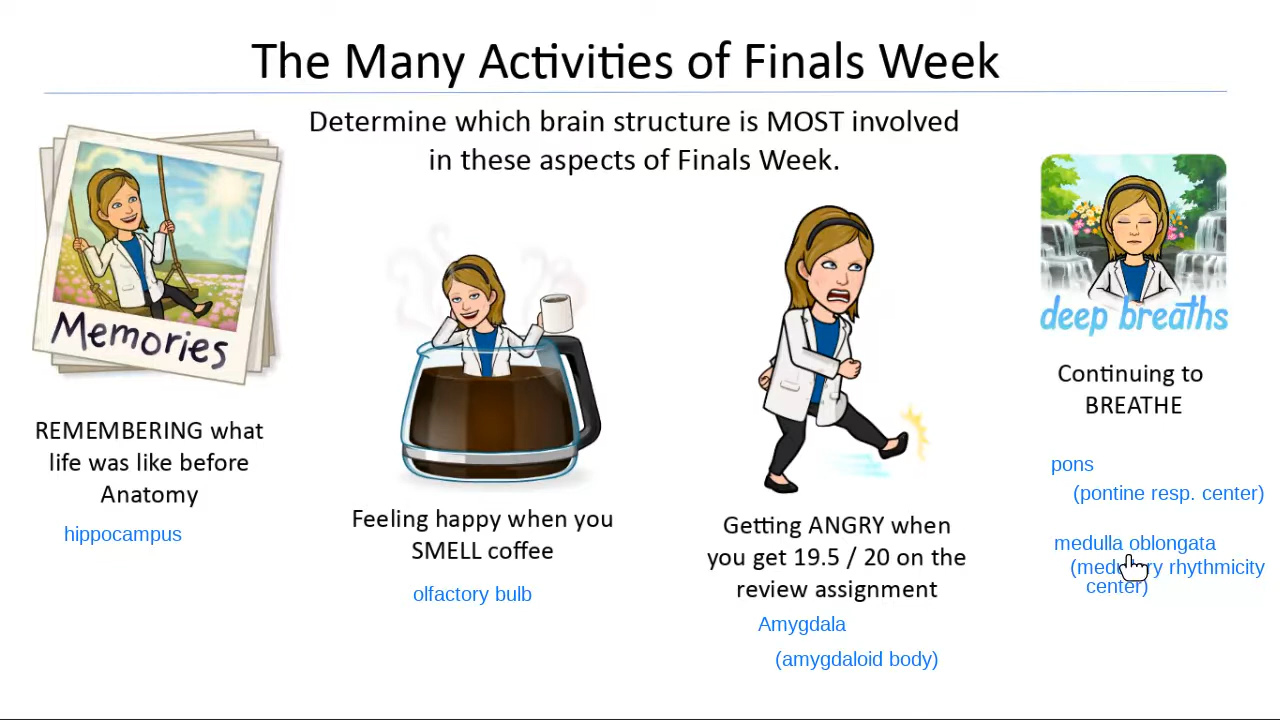 The Many Activities of Finals Week
Determine which brain structure is MOST involved
in these aspects of Finals Week.
Memories
REMEMBERING what
life was like before
Anatomy
hippocampus
Feeling happy when you
SMELL coffee
olfactory bulb
Getting ANGRY when
you get 19.5 / 20 on the
review assignment
Amygdala
(amygdaloid body)
deep breaths
Continuing to
BREATHE
pons
(pontine resp. center)
medulla oblongata
rhythmicity
center)